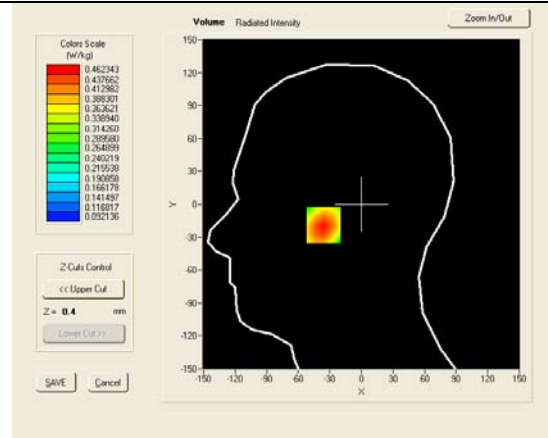 Volume Radiated Intensity
Zoom In/Out
Colors Scale
(W/kg)
0.462343
0.437662
0.412982
0.388301
0.363621
0.338940
0.314260
0.289580
0.264899
0.240219
0.215538
0.190858
0.166178
0.141497
0.116817
0.092136
Z-Cuts Control
<< Upper Cut
Z = 0.4 mm
Lower Cut >>
SAVE Cancel
150
120
90
60
30
0
-30
-60
-90
-120
-150
Y
-150 -120 -90 -60 -30 0 30 60 90 120 150
X